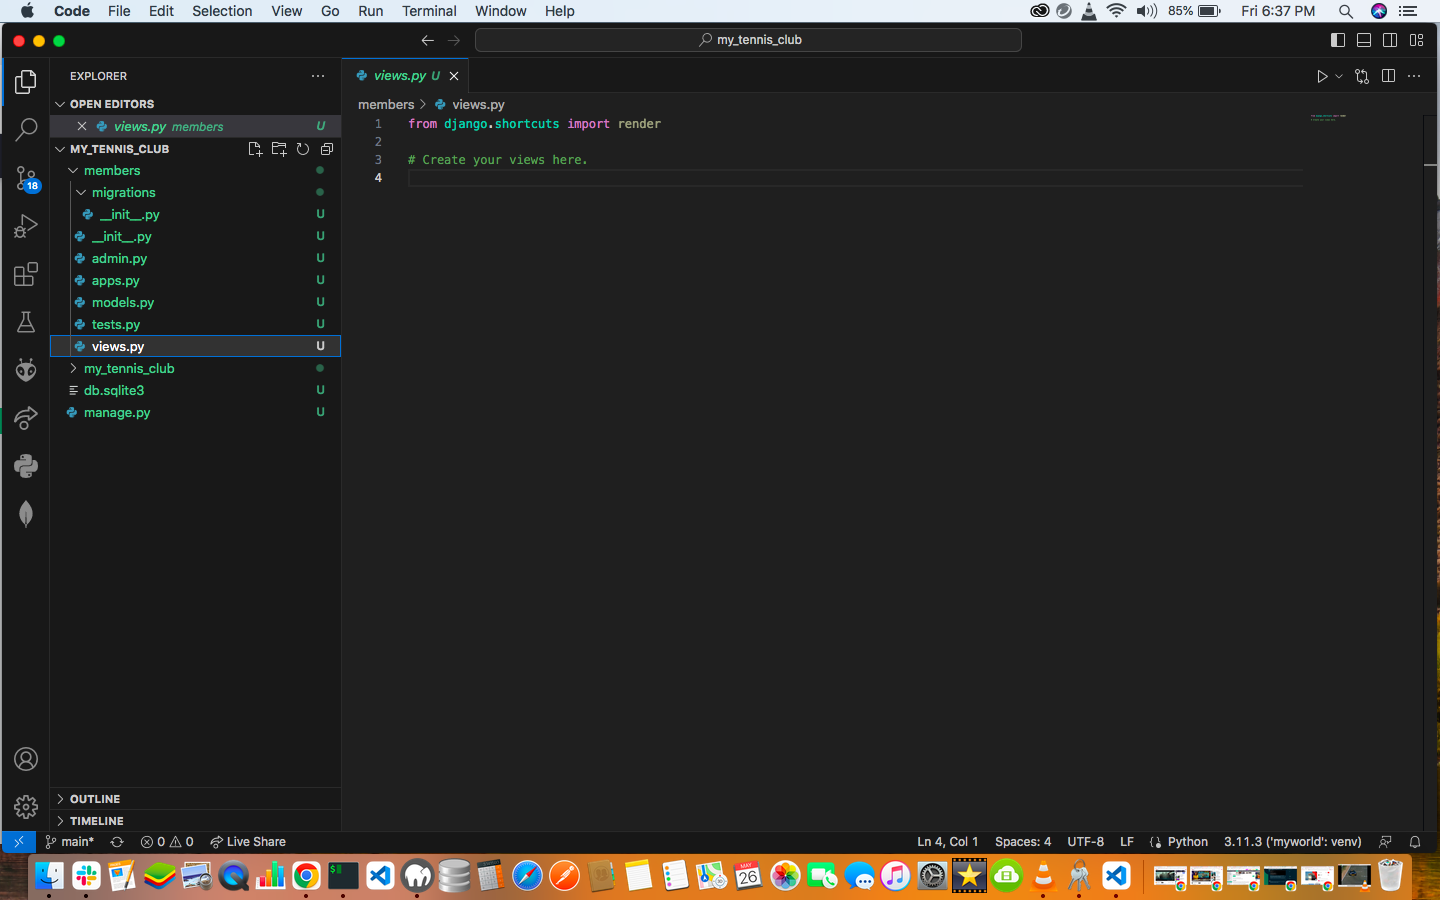 Code File Edit Selection View Go Run Terminal Window Help 85% Fri 6:37 PM
my_tennis_club
EXPLORER
views.py U
OPEN EDITORS
members > views.py
views.py members U
1 from django.shortcuts import render
2
3 # Create your views here.
4
MY_TENNIS_CLUB
members
migrations
__init__.py U
__init__.py U
admin.py U
apps.py U
models.py U
tests.py U
views.py U
my_tennis_club
db.sqlite3 U
manage.py U
18
OUTLINE
TIMELINE
main* 0 0 Live Share Ln 4, Col 1 Spaces: 4 UTF-8 LF Python 3.11.3 ('myworld': venv)
MAY
26